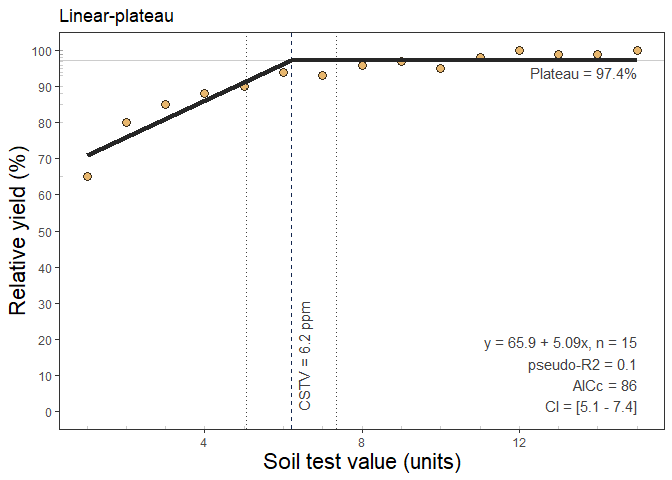 Linear-plateau
Relative yield (%)
100
90
80
70
60
50
40
30
20
10
0
Plateau = 97.4%
CSTV = 6.2 ppm
y = 65.9 + 5.09x, n = 15
pseudo-R2 = 0.1
AICc = 86
CI = [5.1 - 7.4]
4
8
12
Soil test value (units)